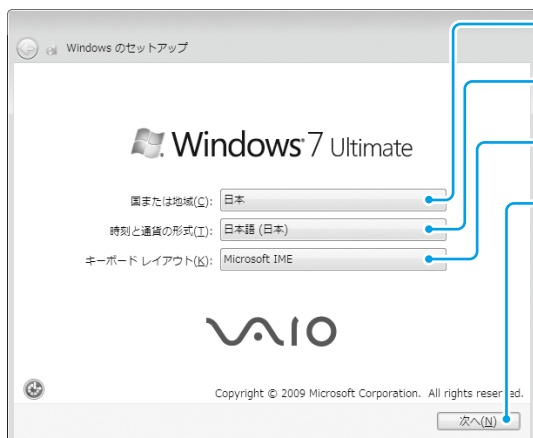 Windows のセットアップ
Windows 7 Ultimate
国または地域(C): 日本
時刻と通貨の形式(T): 日本語 (日本)
キーボード レイアウト(K): Microsoft IME
VAIO
Copyright © 2009 Microsoft Corporation. All rights reserved.
次へ(N)